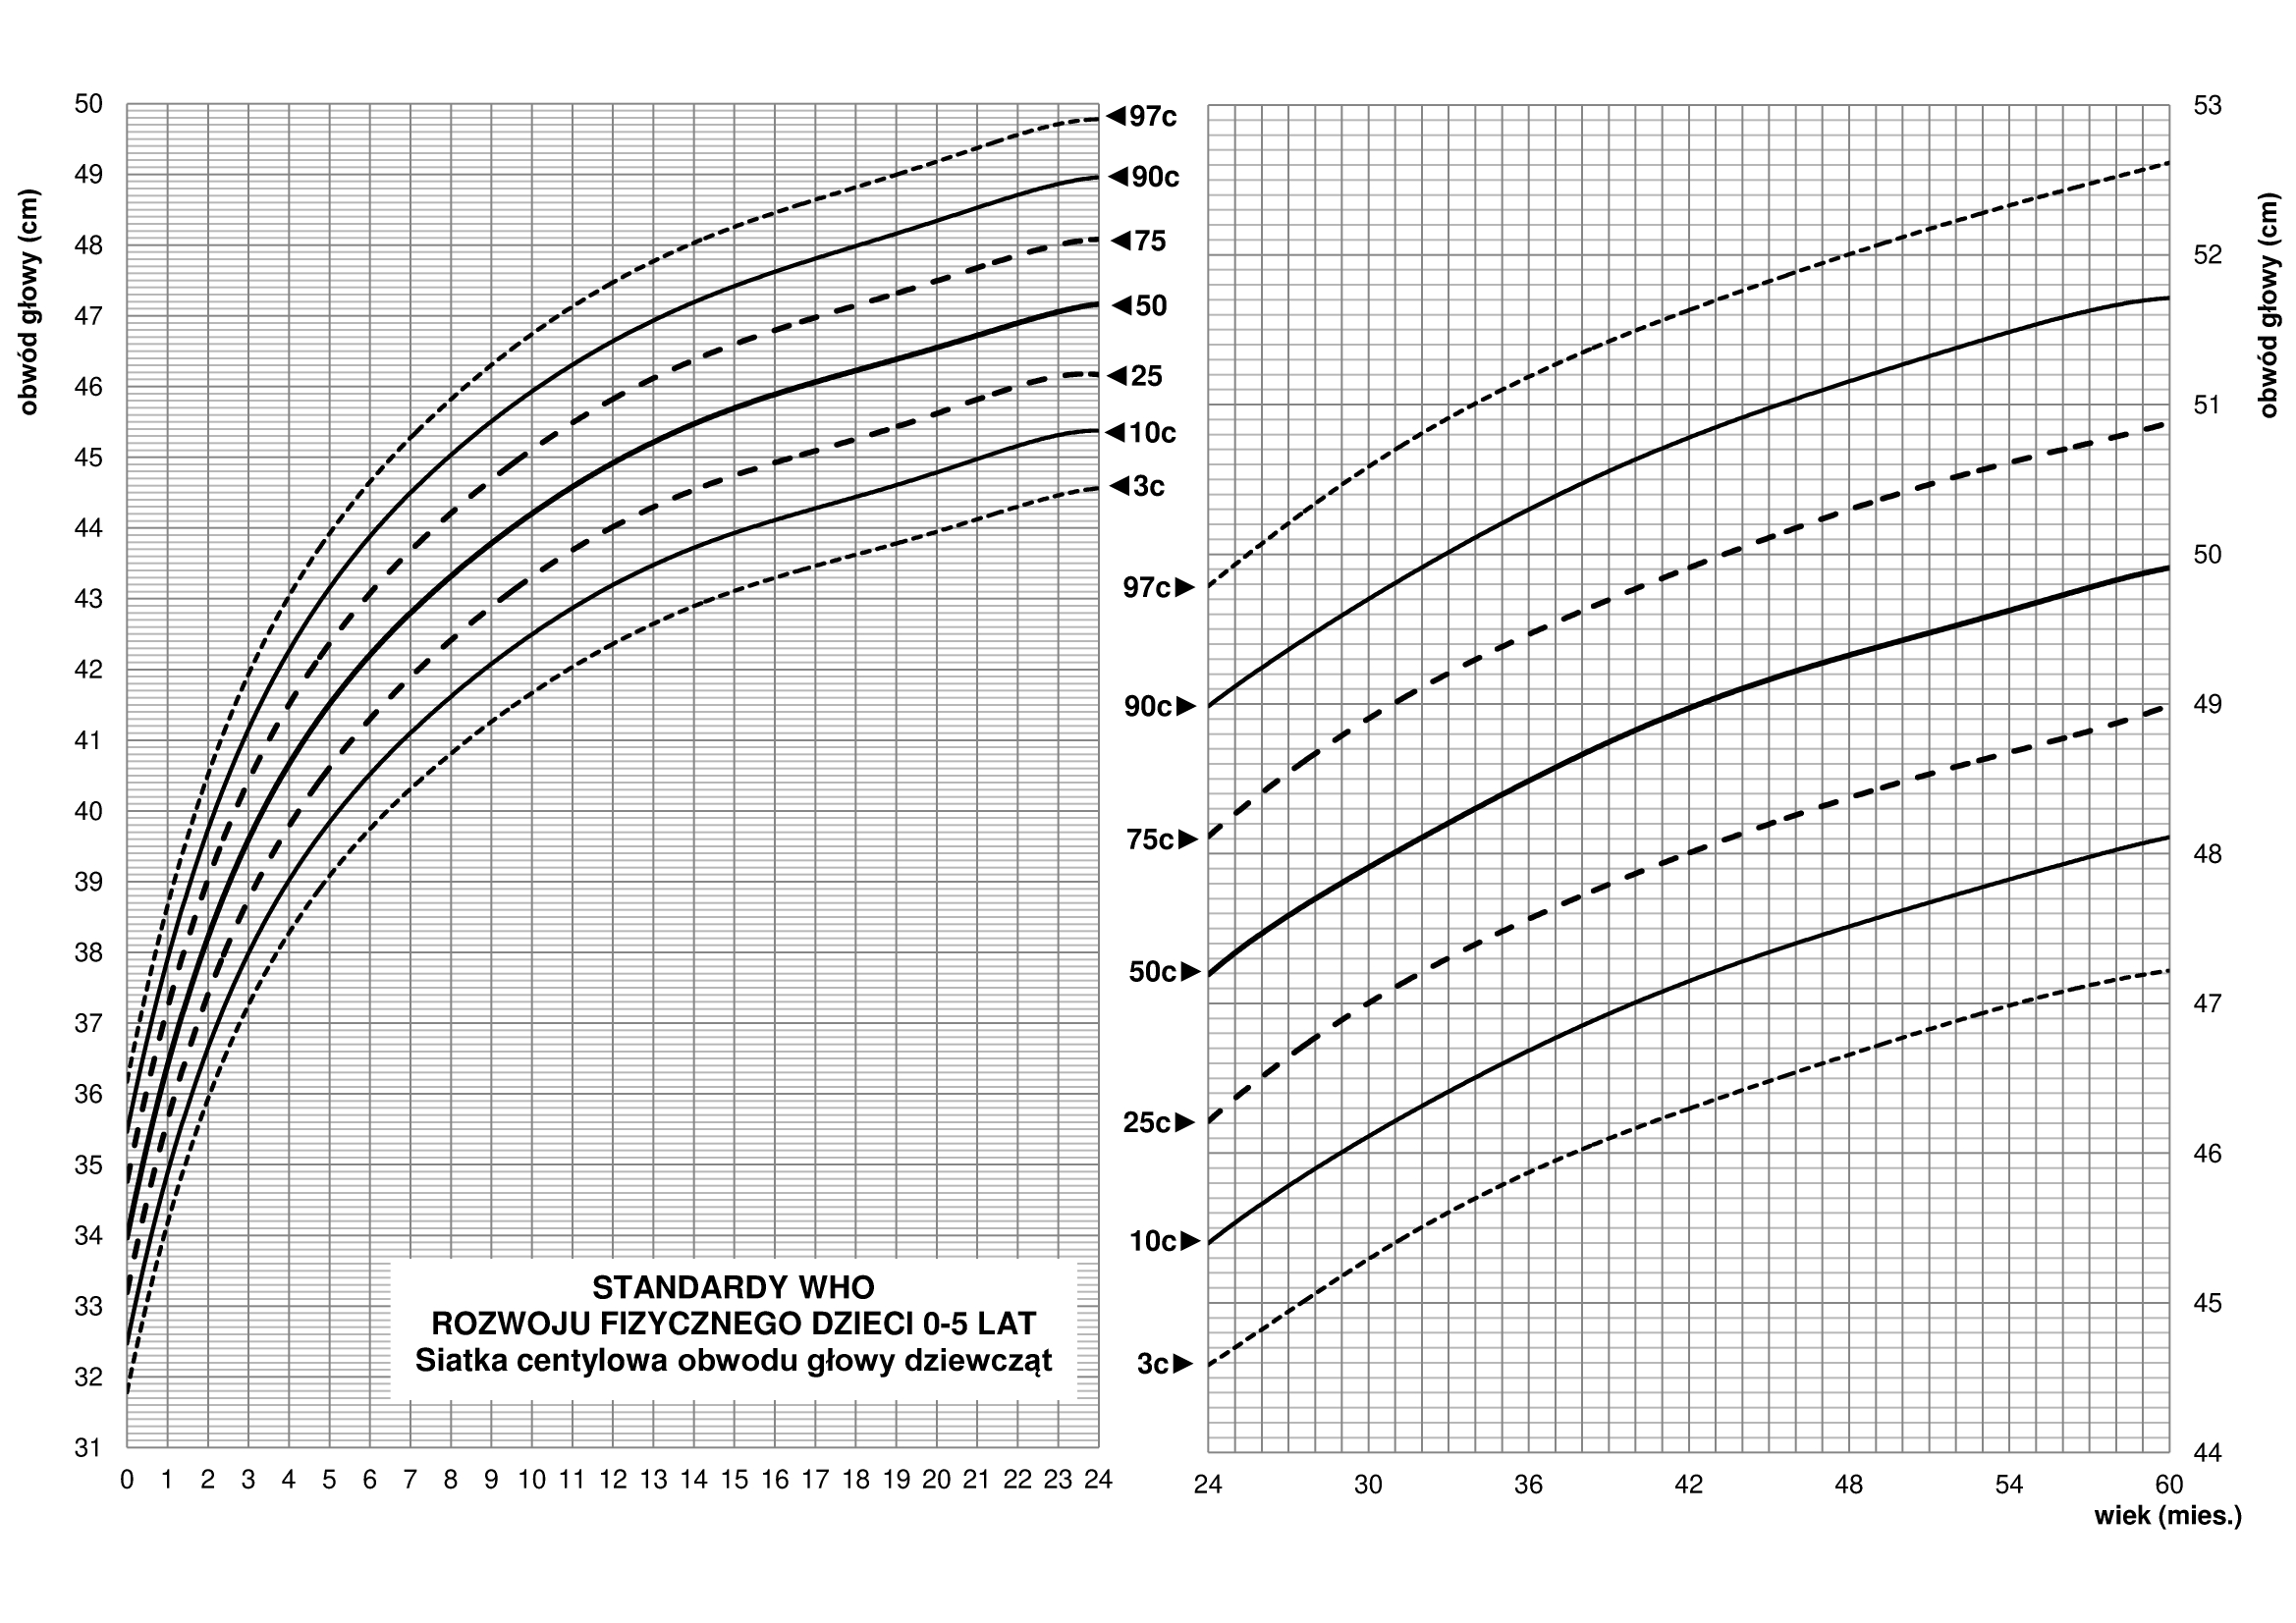 50
49
48
47
46
45
44
43
42
41
40
39
38
37
36
35
34
33
32
31
obwód głowy (cm)
0 1 2 3 4 5 6 7 8 9 10 11 12 13 14 15 16 17 18 19 20 21 22 23 24
◄97c
◄90c
◄75
◄50
◄25
◄10c
◄3c
STANDARDY WHO
ROZWOJU FIZYCZNEGO DZIECI 0-5 LAT
Siatka centylowa obwodu głowy dziewcząt
97c►
90c►
75c►
50c►
25c►
10c►
3c►
53
52
51
50
49
48
47
46
45
44
obwód głowy (cm)
24 30 36 42 48 54 60
wiek (mies.)